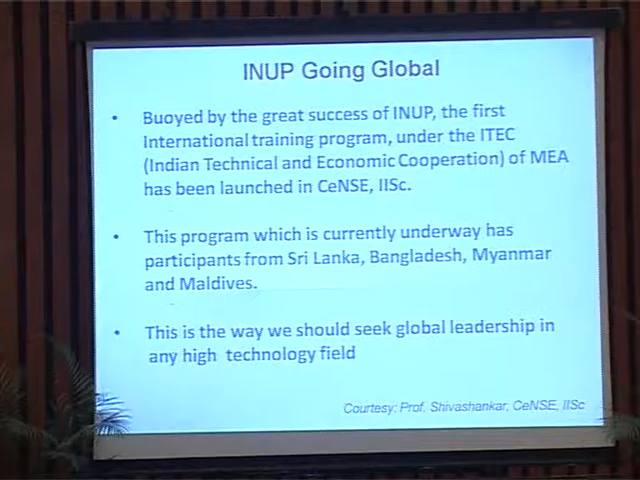 INUP Going Global
• Buoyed by the great success of INUP, the first
International training program, under the ITEC
(Indian Technical and Economic Cooperation) of MEA
has been launched in CeNSE, IISc.
• This program which is currently underway has
participants from Sri Lanka, Bangladesh, Myanmar
and Maldives.
• This is the way we should seek global leadership in
any high technology field
Courtesy: Prof. Shivashankar, CeNSE, IISc